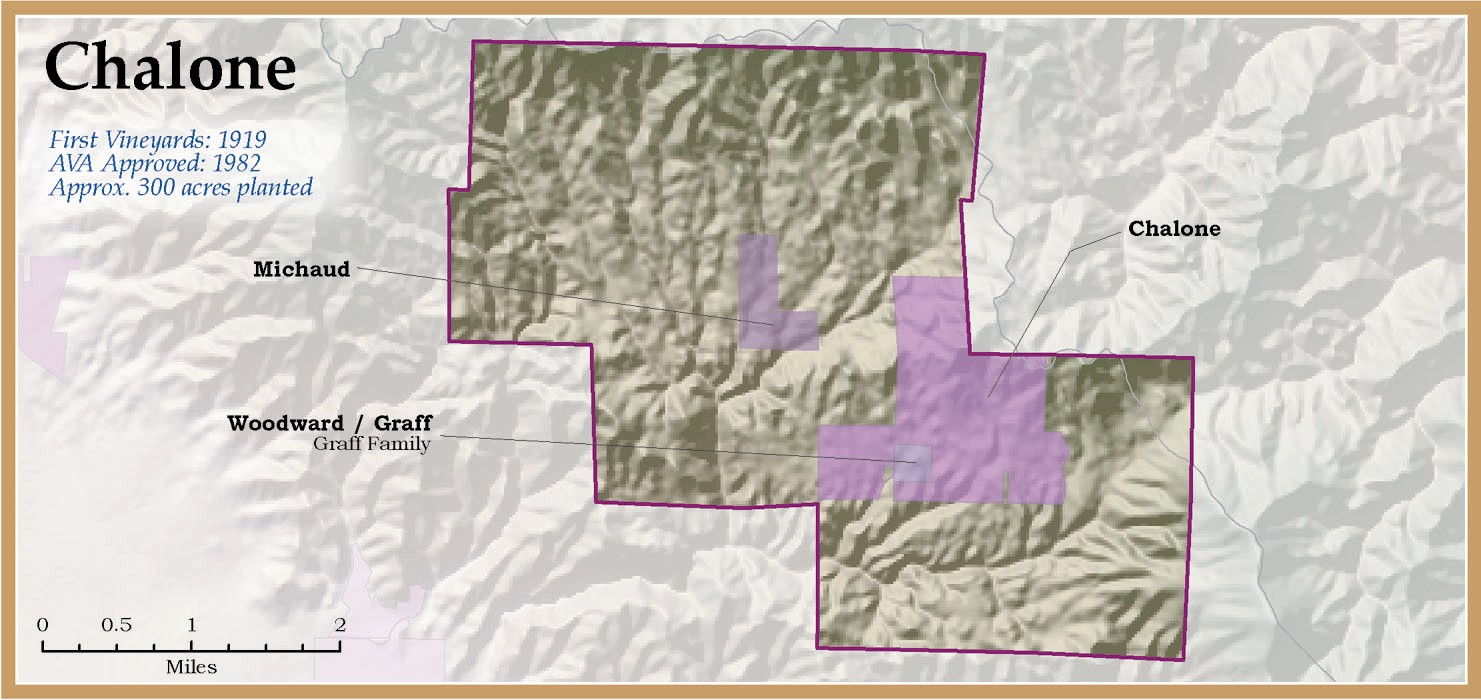 Chalone
First Vineyards: 1919
AVA Approved: 1982
Approx. 300 acres planted
Chalone
Michaud
Woodward / Graff
Graff Family
0 0.5 1 2
Miles